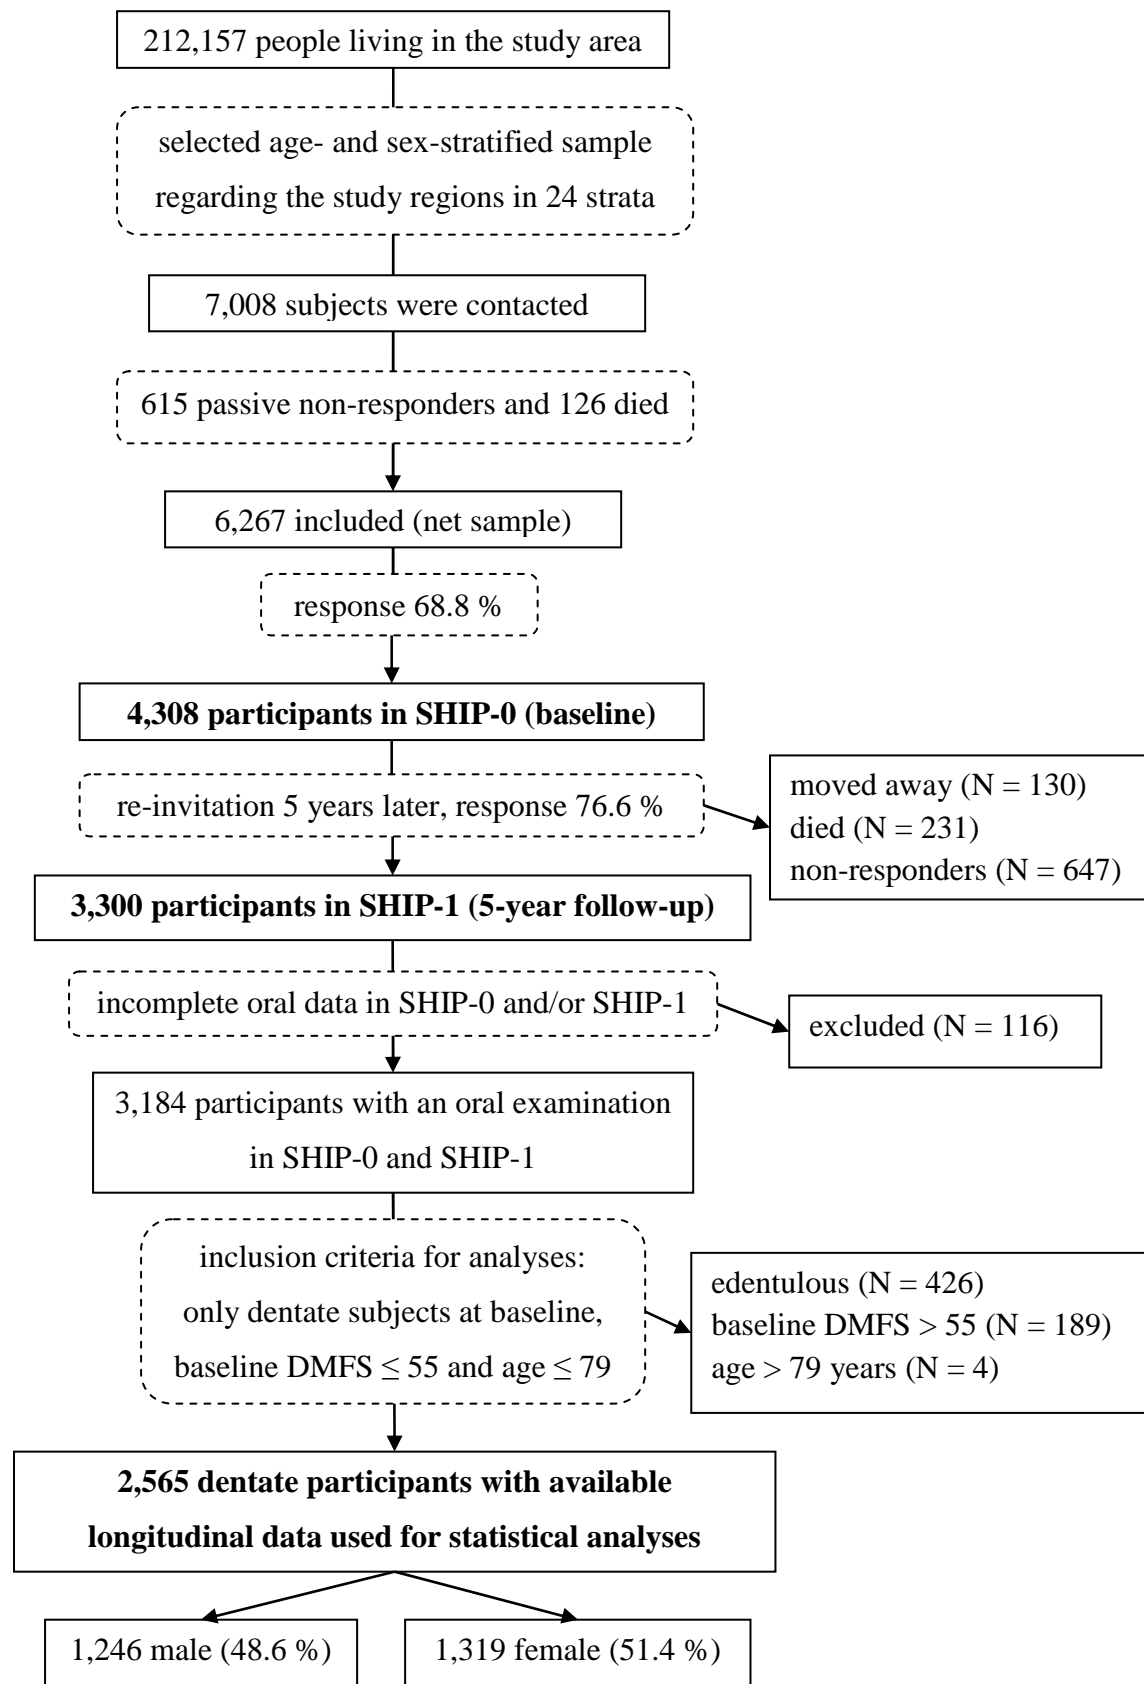 212,157 people living in the study area
selected age- and sex-stratified sample
regarding the study regions in 24 strata
7,008 subjects were contacted
615 passive non-responders and 126 died
6,267 included (net sample)
response 68.8 %
4,308 participants in SHIP-0 (baseline)
re-invitation 5 years later, response 76.6 %
moved away (N = 130)
died (N = 231)
non-responders (N = 647)
3,300 participants in SHIP-1 (5-year follow-up)
incomplete oral data in SHIP-0 and/or SHIP-1
excluded (N = 116)
3,184 participants with an oral examination
in SHIP-0 and SHIP-1
inclusion criteria for analyses:
only dentate subjects at baseline,
baseline DMFS ≤ 55 and age ≤ 79
edentulous (N = 426)
baseline DMFS > 55 (N = 189)
age > 79 years (N = 4)
2,565 dentate participants with available
longitudinal data used for statistical analyses
1,246 male (48.6 %)
1,319 female (51.4 %)